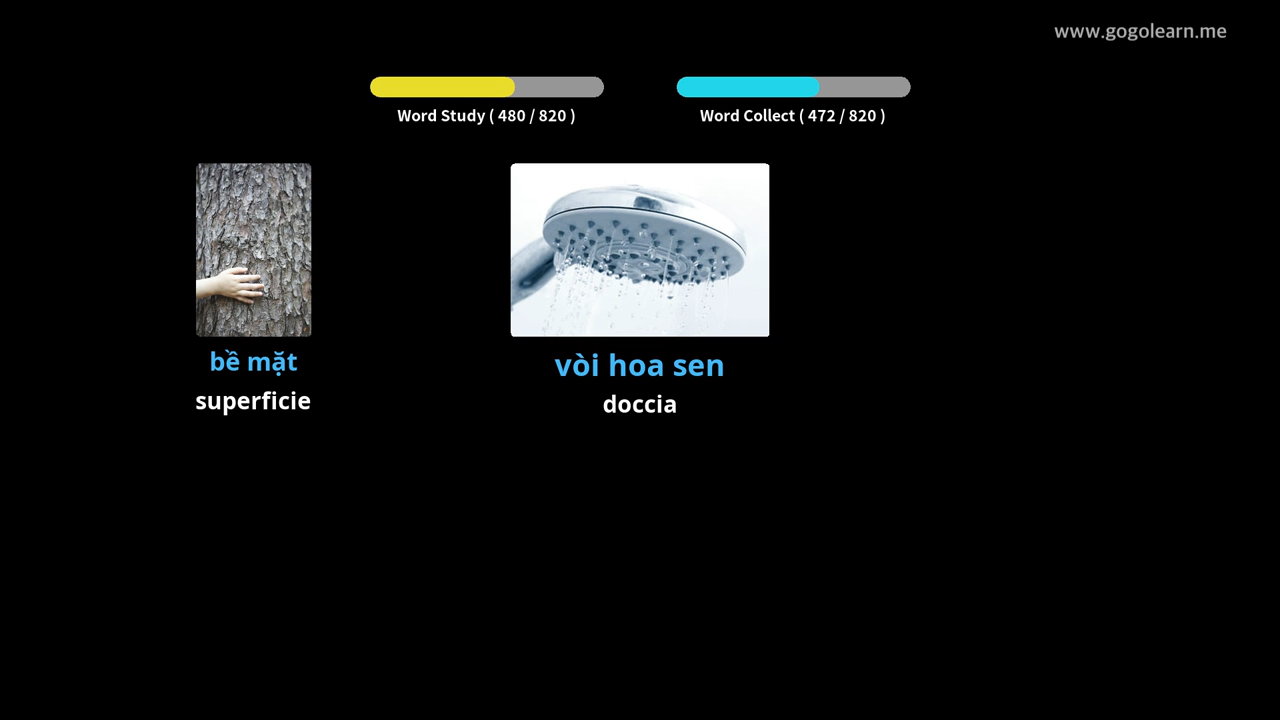 www.gogolearn.me
Word Study ( 480 / 820 )
Word Collect ( 472 / 820 )
bề mặt
superficie
vòi hoa sen
doccia